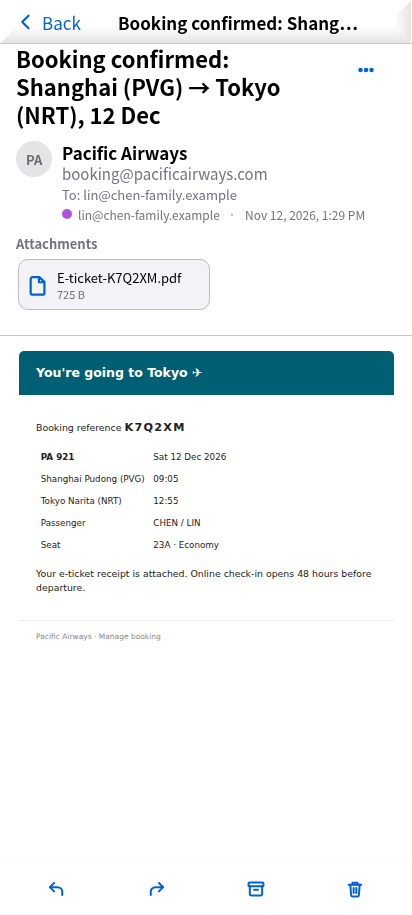 Back
Booking confirmed: Shang...
Booking confirmed:
Shanghai (PVG) → Tokyo
(NRT), 12 Dec
PA
Pacific Airways
booking@pacificairways.com
To: lin@chen-family.example
lin@chen-family.example • Nov 12, 2026, 1:29 PM
Attachments
E-ticket-K7Q2XM.pdf
725 B
You're going to Tokyo ✈
Booking reference K7Q2XM
PA 921 Sat 12 Dec 2026
Shanghai Pudong (PVG) 09:05
Tokyo Narita (NRT) 12:55
Passenger CHEN / LIN
Seat 23A · Economy
Your e-ticket receipt is attached. Online check-in opens 48 hours before
departure.
Pacific Airways · Manage booking